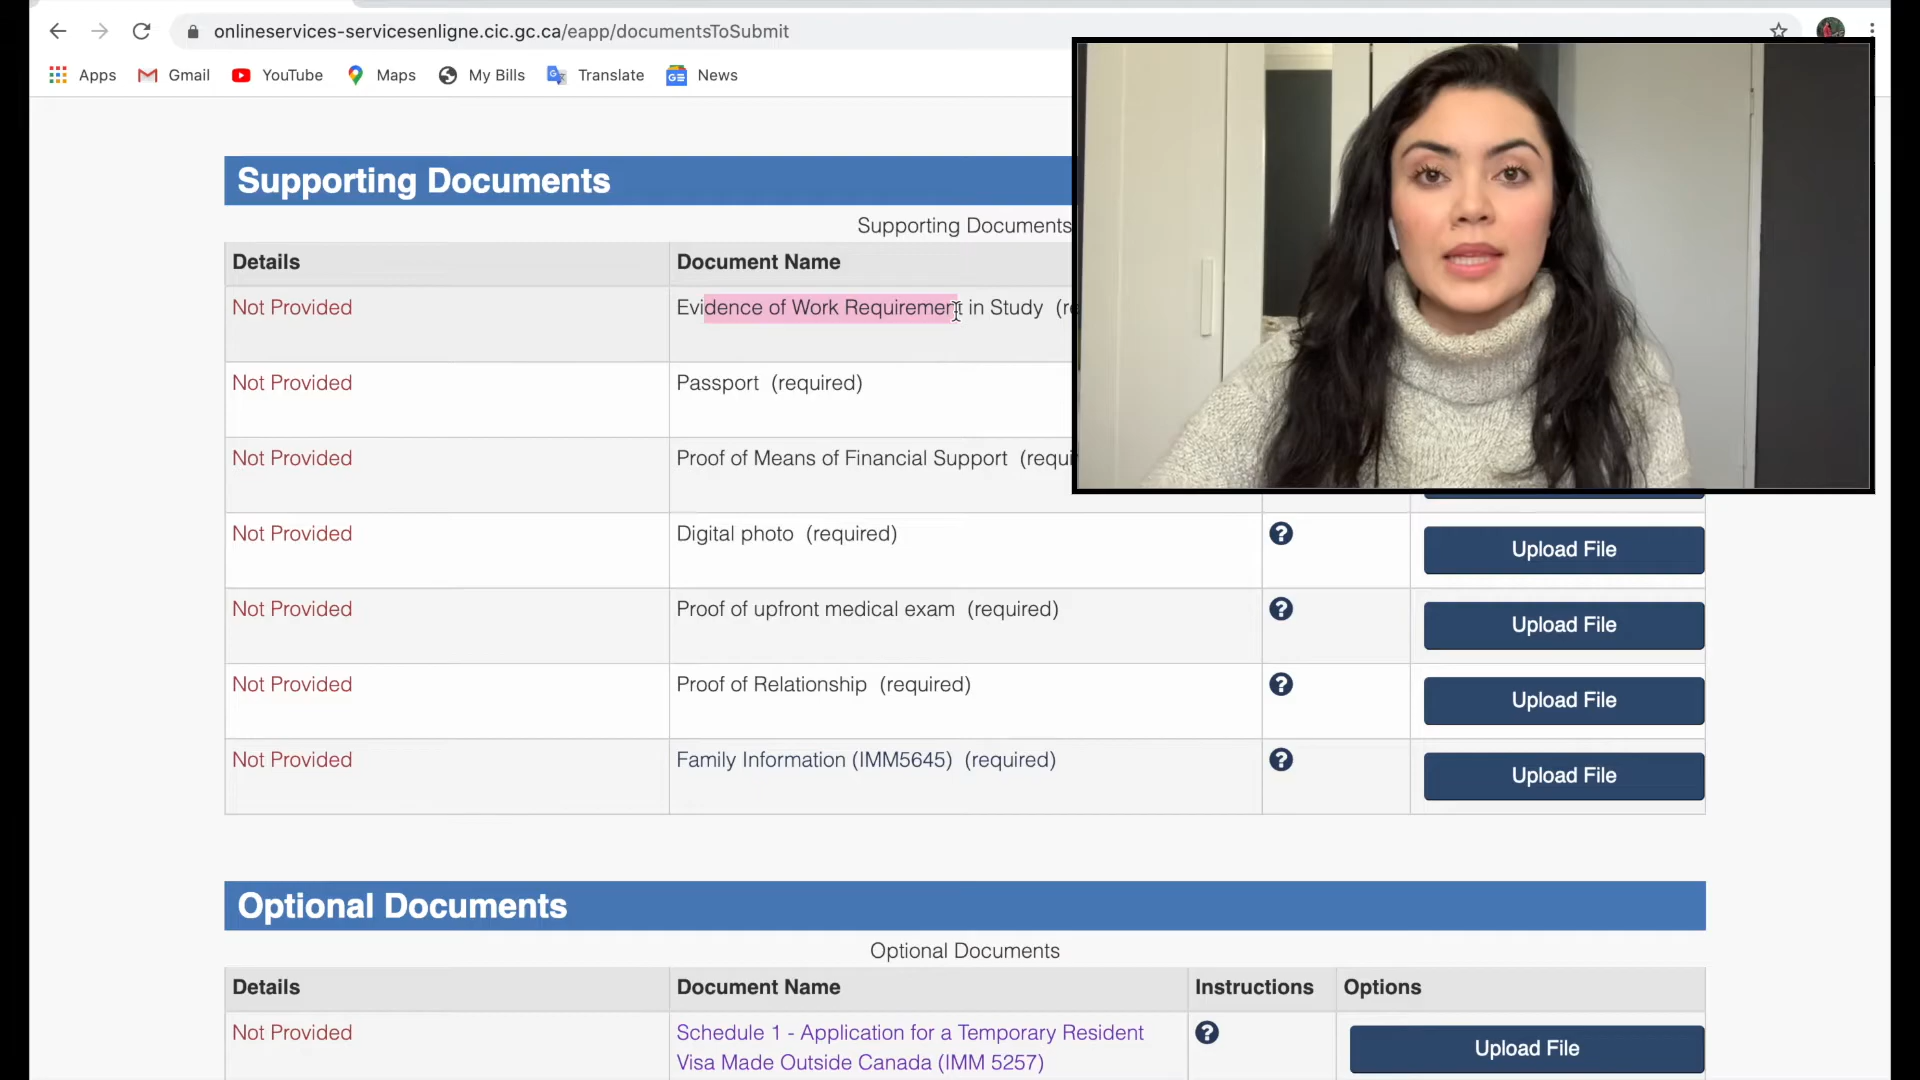 onlineservices-servicesenligne.cic.gc.ca/eapp/documentsToSubmit
Apps Gmail YouTube Maps My Bills Translate News
Supporting Documents
Supporting Documents
Details Document Name
Not Provided Evidence of Work Requirement in Study (re
Not Provided Passport (required)
Not Provided Proof of Means of Financial Support (requi
Not Provided Digital photo (required) ? Upload File
Not Provided Proof of upfront medical exam (required) ? Upload File
Not Provided Proof of Relationship (required) ? Upload File
Not Provided Family Information (IMM5645) (required) ? Upload File
Optional Documents
Optional Documents
Details Document Name Instructions Options
Not Provided Schedule 1 - Application for a Temporary Resident ? Upload File
Visa Made Outside Canada (IMM 5257)